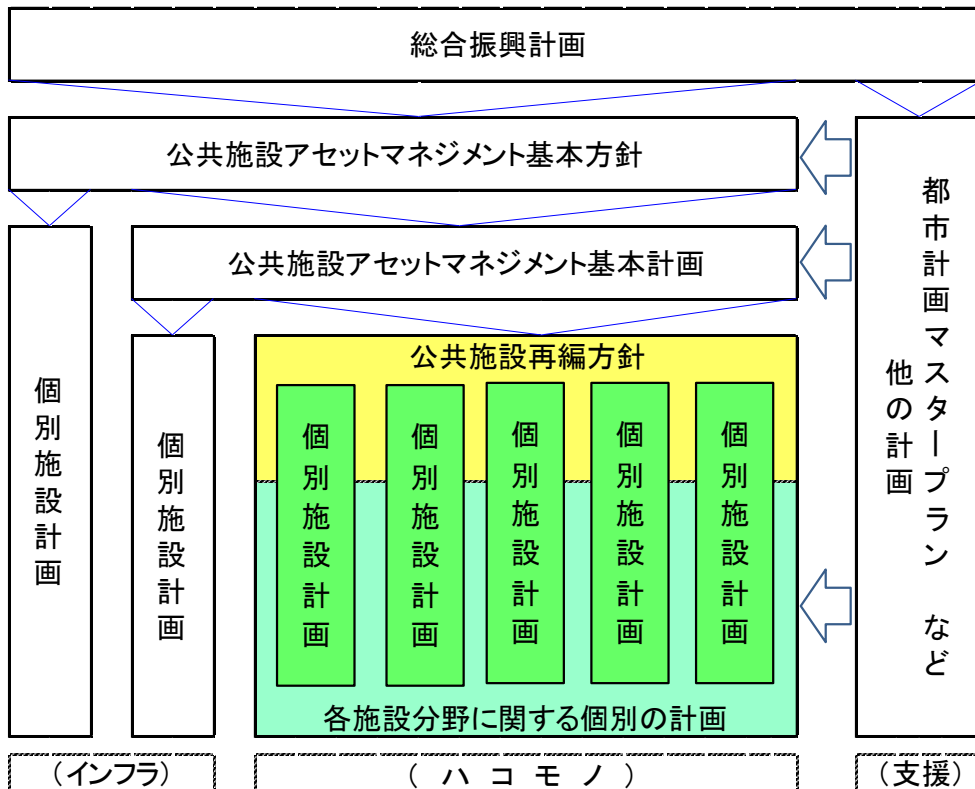 総合振興計画
公共施設アセットマネジメント基本方針
公共施設アセットマネジメント基本計画
個別施設計画
個別施設計画
公共施設再編方針
個別施設計画
個別施設計画
個別施設計画
個別施設計画
個別施設計画
各施設分野に関する個別の計画
都市計画マスタープラン など
他の計画
（インフラ）
（ハコモノ）
（支援）